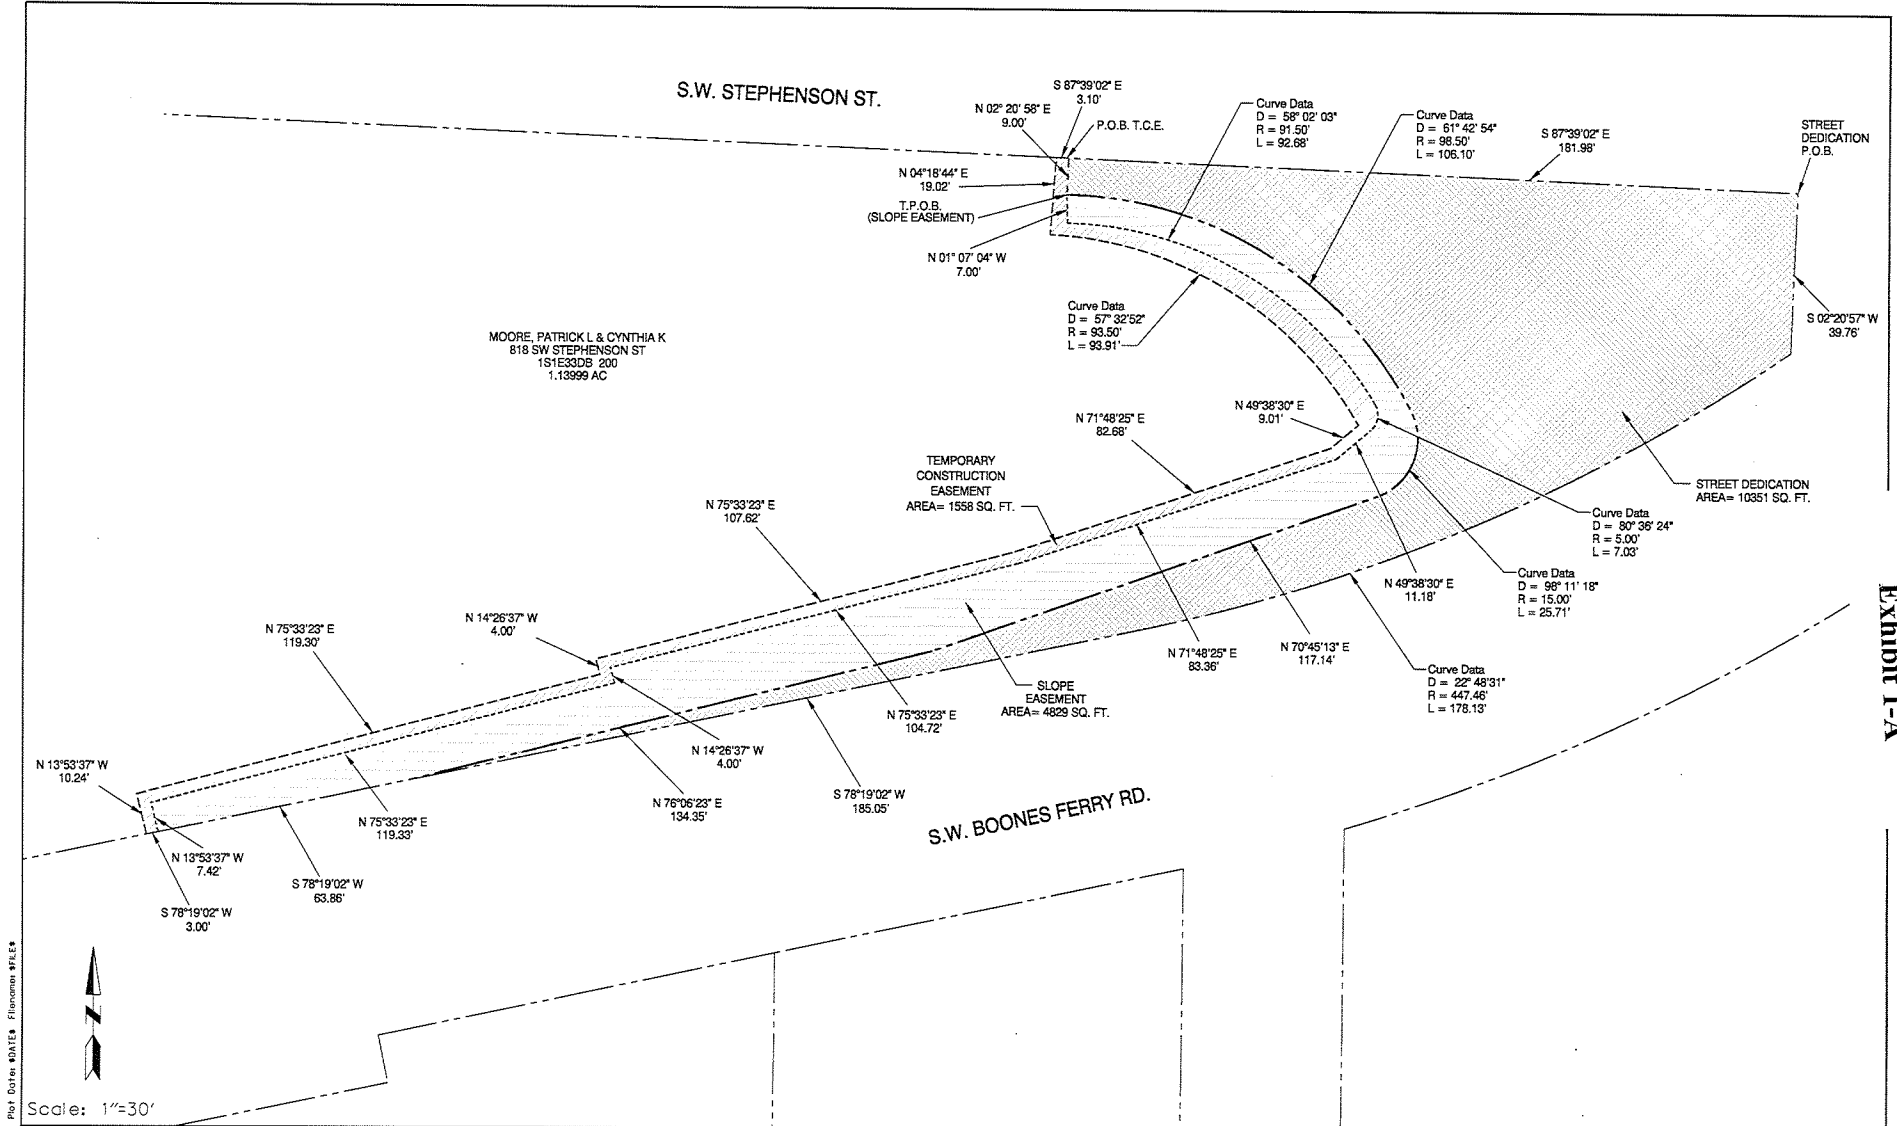 S.W. STEPHENSON ST.
S 87°39'02" E
3.10'
N 02° 20' 58" E
9.00'
P.O.B. T.C.E.
Curve Data
D = 58° 02' 03"
R = 91.50'
L = 92.68'
Curve Data
D = 61° 42' 54"
R = 98.50'
L = 106.10'
S 87°39'02" E
181.98'
STREET
DEDICATION
P.O.B.
N 04°18'44" E
19.02'
T.P.O.B.
(SLOPE EASEMENT)
N 01° 07' 04" W
7.00'
Curve Data
D = 57° 32'52"
R = 93.50'
L = 93.91'
S 02°20'57" W
39.76'
MOORE, PATRICK L & CYNTHIA K
818 SW STEPHENSON ST
1S1E33DB 200
1.13999 AC
N 71°48'25" E
82.68'
N 49°38'30" E
9.01'
TEMPORARY
CONSTRUCTION
EASEMENT
AREA= 1558 SQ. FT.
STREET DEDICATION
AREA= 10351 SQ. FT.
N 75°33'23" E
107.62'
Curve Data
D = 80° 36' 24"
R = 5.00'
L = 7.03'
Curve Data
D = 98° 11' 18"
R = 15.00'
L = 25.71'
N 49°38'30" E
11.18'
N 14°26'37" W
4.00'
N 75°33'23" E
119.30'
N 71°48'25" E
83.36'
N 70°45'13" E
117.14'
Curve Data
D = 22° 48'31"
R = 447.46'
L = 178.13'
SLOPE
EASEMENT
AREA= 4829 SQ. FT.
N 75°33'23" E
104.72'
N 14°26'37" W
4.00'
N 13°53'37" W
10.24'
N 76°06'23" E
134.35'
S 78°19'02" W
185.05'
S.W. BOONES FERRY RD.
N 75°33'23" E
119.33'
N 13°53'37" W
7.42'
S 78°19'02" W
63.86'
S 78°19'02" W
3.00'
N
Scale: 1"=30'
Plot Date: $DATE$ Filename: $FILE$
Exhibit 1-A